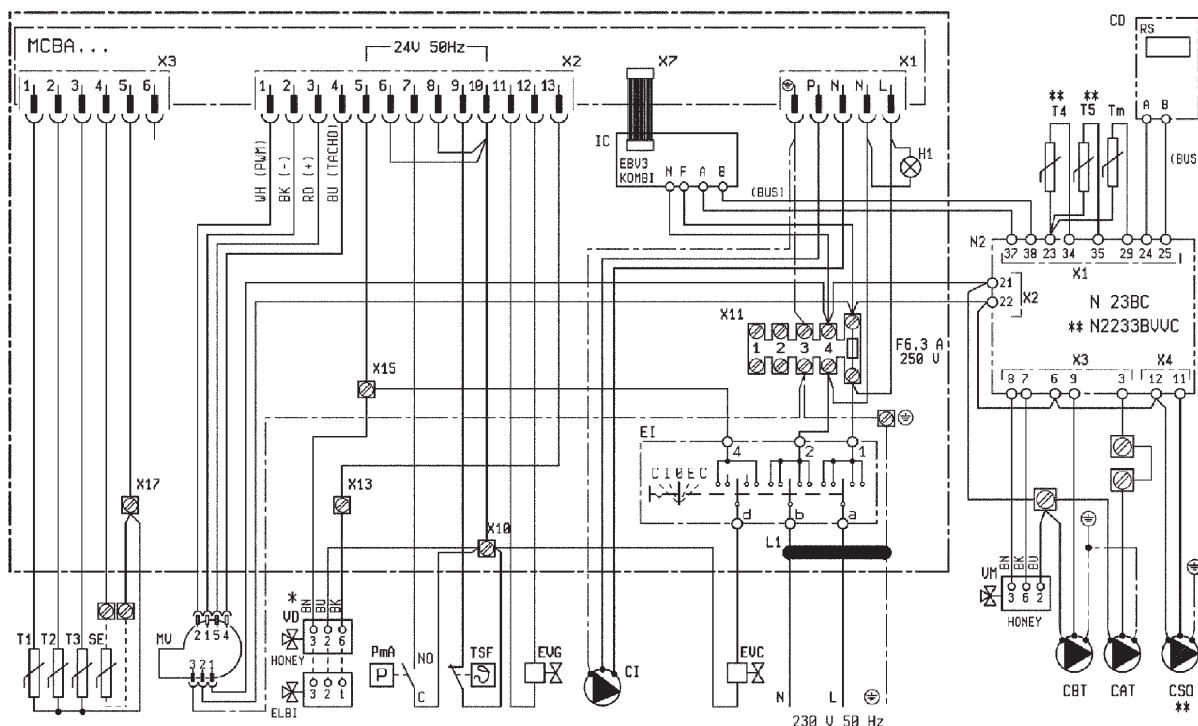 MCBA...
X3
1 2 3 4 5 6
24V 50Hz
X2
1 2 3 4 5 6 7 8 9 10 11 12 13
WH (PWM)
BK (-)
RD (+)
BU (TACHO)
X7
IC
EBV3
KOMBI
N F A B
(BUS)
X1
P N N L
H1
CD
RS
A B
(BUS)
** T4
** T5
Tm
N2
37 38 23 34 35 29 24 25
X1
21
22
X2
N 23BC
** N2233BVVC
X3
X4
8 7 6 9 3 12 11
X11
1 2 3 4
F6.3 A
250 V
X15
EI
4 2 1
C I 0 E C
d b a
L1
X17
X13
X10
T1 T2 T3 SE
MV
2 1 5 4
3 2 1
*
VD
BN BU BK
3 2 6
HONEY
3 2 1
ELBI
PmA
P
NO
C
TSF
EVG
CI
EVC
N L
230 V 50 Hz
VM
BN BK BU
3 6 2
HONEY
CBT
CAT
CSO
**